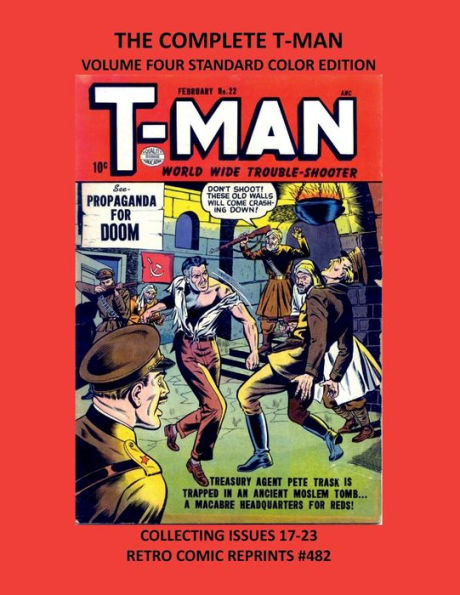 THE COMPLETE T-MAN
VOLUME FOUR STANDARD COLOR EDITION
FEBRUARY No. 22
ANC
T-MAN
10¢
WORLD WIDE TROUBLE-SHOOTER
See-
PROPAGANDA
FOR
DOOM
DON'T SHOOT!
THESE OLD WALLS
WILL COME CRASH-
ING DOWN!
TREASURY AGENT PETE TRASK IS
TRAPPED IN AN ANCIENT MOSLEM TOMB...
A MACABRE HEADQUARTERS FOR REDS!
COLLECTING ISSUES 17-23
RETRO COMIC REPRINTS #482